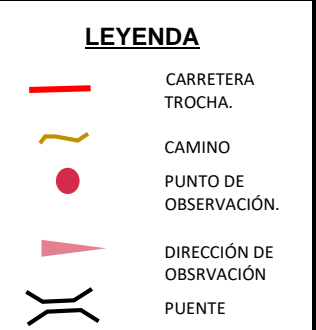 LEYENDA
CARRETERA
TROCHA.
CAMINO
PUNTO DE
OBSERVACIÓN.
DIRECCIÓN DE
OBSRVACIÓN
PUENTE